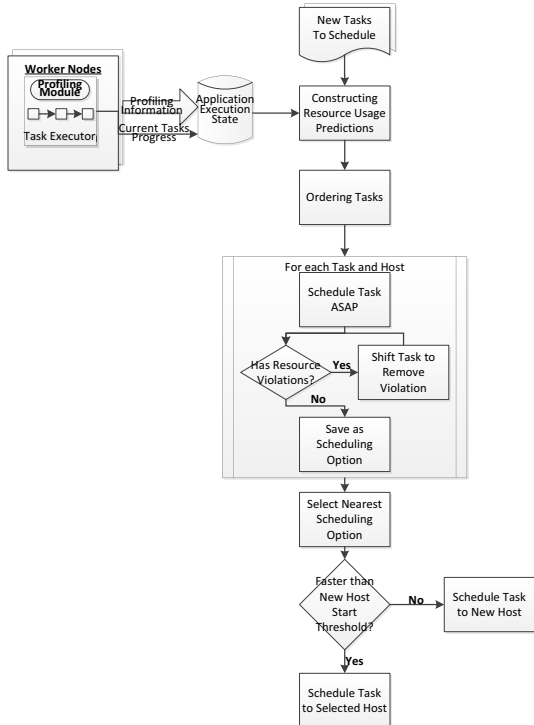 New Tasks
To Schedule
Worker Nodes
Profiling
Module
Task Executor
Profiling
Information
Current Tasks
Progress
Application
Execution
State
Constructing
Resource Usage
Predictions
Ordering Tasks
For each Task and Host
Schedule Task
ASAP
Has Resource
Violations?
Yes
Shift Task to
Remove
Violation
No
Save as
Scheduling
Option
Select Nearest
Scheduling
Option
Faster than
New Host
Start
Threshold?
No
Schedule Task
to New Host
Yes
Schedule Task
to Selected Host